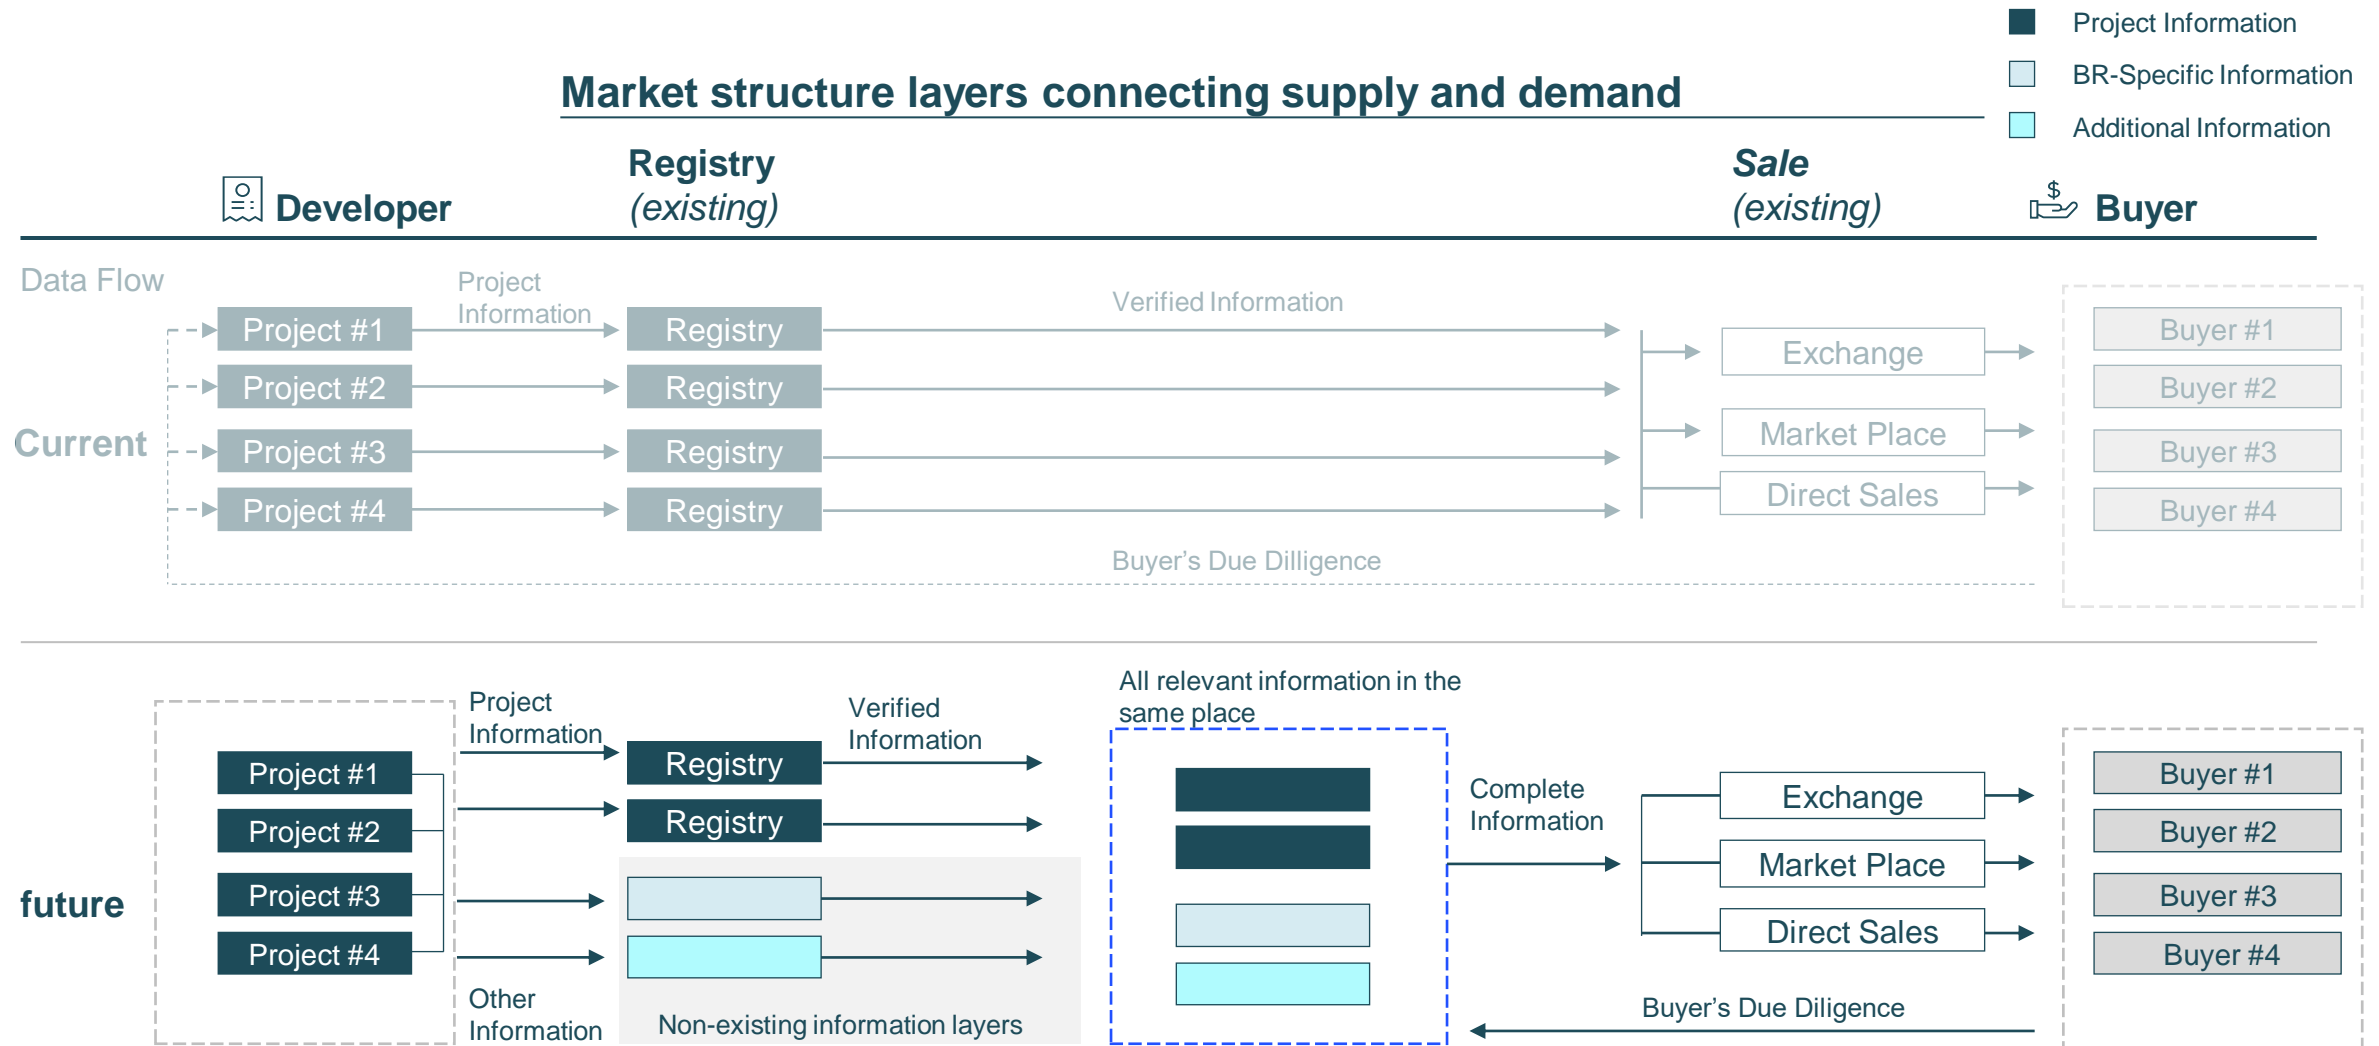 Project Information
BR-Specific Information
Additional Information
Market structure layers connecting supply and demand
Developer
Registry
(existing)
Sale
(existing)
$
Buyer
Data Flow
Current
Project #1
Project #2
Project #3
Project #4
Project
Information
Registry
Registry
Registry
Registry
Verified Information
Exchange
Market Place
Direct Sales
Buyer #1
Buyer #2
Buyer #3
Buyer #4
Buyer’s Due Dilligence
future
Project #1
Project #2
Project #3
Project #4
Project
Information
Other
Information
Registry
Registry
Verified
Information
Non-existing information layers
All relevant information in the
same place
Complete
Information
Exchange
Market Place
Direct Sales
Buyer #1
Buyer #2
Buyer #3
Buyer #4
Buyer’s Due Diligence